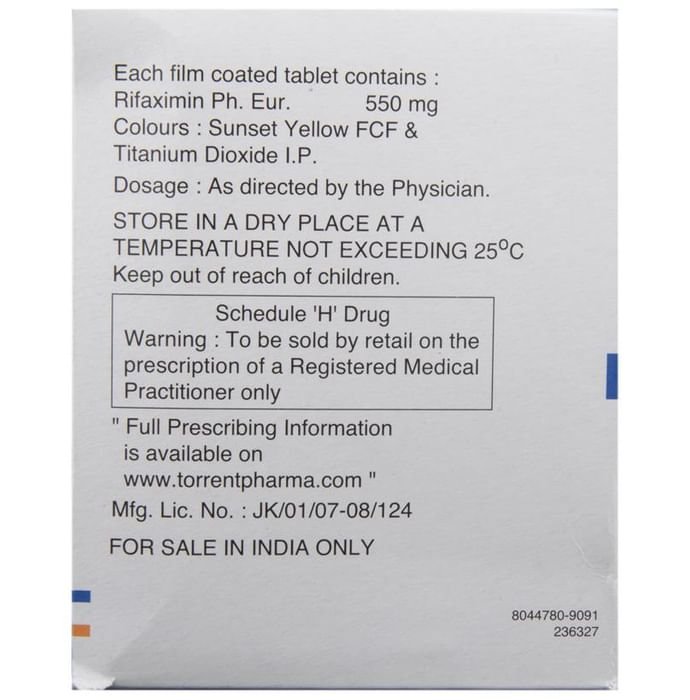 Each film coated tablet contains :
Rifaximin Ph. Eur. 550 mg
Colours : Sunset Yellow FCF &
Titanium Dioxide I.P.
Dosage : As directed by the Physician.
STORE IN A DRY PLACE AT A
TEMPERATURE NOT EXCEEDING 25⁰C
Keep out of reach of children.
Schedule 'H' Drug
Warning : To be sold by retail on the
prescription of a Registered Medical
Practitioner only
" Full Prescribing Information
is available on
www.torrentpharma.com "
Mfg. Lic. No. : JK/01/07-08/124
FOR SALE IN INDIA ONLY
8044780-9091
236327